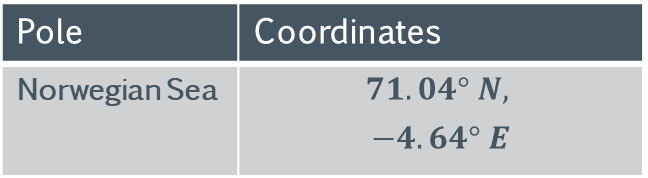 Pole Coordinates
Norwegian Sea 71.04° N,
−4.64° E